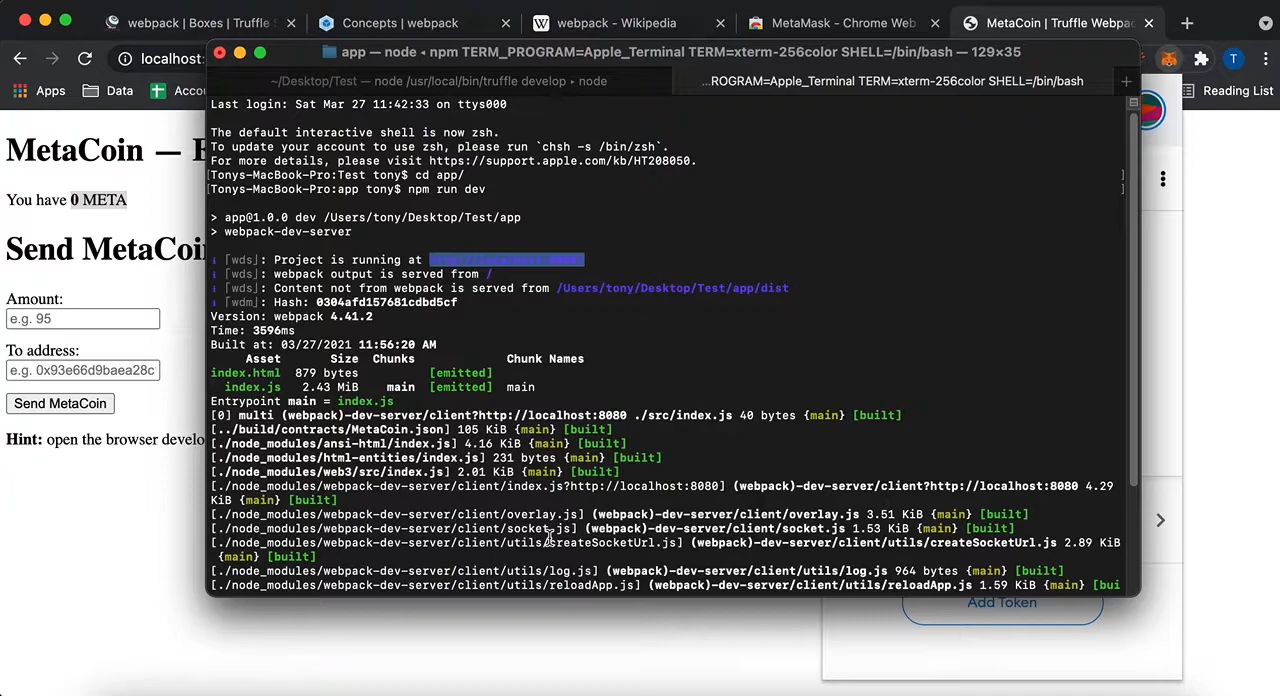 webpack | Boxes | Truffle S
Concepts | webpack
webpack - Wikipedia
MetaMask - Chrome Web
MetaCoin | Truffle Webpac
localhost:
T
Apps
Data
Accou
Reading List
app — node ◂ npm TERM_PROGRAM=Apple_Terminal TERM=xterm-256color SHELL=/bin/bash — 129×35
~/Desktop/Test — node /usr/local/bin/truffle develop ▸ node
...ROGRAM=Apple_Terminal TERM=xterm-256color SHELL=/bin/bash
MetaCoin — E
You have 0 META
Send MetaCoi
Amount:
e.g. 95
To address:
e.g. 0x93e66d9baea28c
Send MetaCoin
Hint: open the browser develo
Last login: Sat Mar 27 11:42:33 on ttys000
The default interactive shell is now zsh.
To update your account to use zsh, please run `chsh -s /bin/zsh`.
For more details, please visit https://support.apple.com/kb/HT208050.
[Tonys-MacBook-Pro:Test tony$ cd app/ ]
[Tonys-MacBook-Pro:app tony$ npm run dev ]
> app@1.0.0 dev /Users/tony/Desktop/Test/app
> webpack-dev-server
i ｢wds｣: Project is running at http://localhost:8080/
i ｢wds｣: webpack output is served from /
i ｢wds｣: Content not from webpack is served from /Users/tony/Desktop/Test/app/dist
i ｢wdm｣: Hash: 0304afd157681cdbd5cf
Version: webpack 4.41.2
Time: 3596ms
Built at: 03/27/2021 11:56:20 AM
Asset Size Chunks Chunk Names
index.html 879 bytes [emitted]
index.js 2.43 MiB main [emitted] main
Entrypoint main = index.js
[0] multi (webpack)-dev-server/client?http://localhost:8080 ./src/index.js 40 bytes {main} [built]
[../build/contracts/MetaCoin.json] 105 KiB {main} [built]
[./node_modules/ansi-html/index.js] 4.16 KiB {main} [built]
[./node_modules/html-entities/index.js] 231 bytes {main} [built]
[./node_modules/web3/src/index.js] 2.01 KiB {main} [built]
[./node_modules/webpack-dev-server/client/index.js?http://localhost:8080] (webpack)-dev-server/client?http://localhost:8080 4.29
KiB {main} [built]
[./node_modules/webpack-dev-server/client/overlay.js] (webpack)-dev-server/client/overlay.js 3.51 KiB {main} [built]
[./node_modules/webpack-dev-server/client/socket.js] (webpack)-dev-server/client/socket.js 1.53 KiB {main} [built]
[./node_modules/webpack-dev-server/client/utils/createSocketUrl.js] (webpack)-dev-server/client/utils/createSocketUrl.js 2.89 KiB
{main} [built]
[./node_modules/webpack-dev-server/client/utils/log.js] (webpack)-dev-server/client/utils/log.js 964 bytes {main} [built]
[./node_modules/webpack-dev-server/client/utils/reloadApp.js] (webpack)-dev-server/client/utils/reloadApp.js 1.59 KiB {main} [bui
Add Token